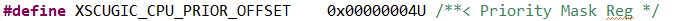 #define XSCUGIC_CPU_PRIOR_OFFSET    0x00000004U /**< Priority Mask Reg */